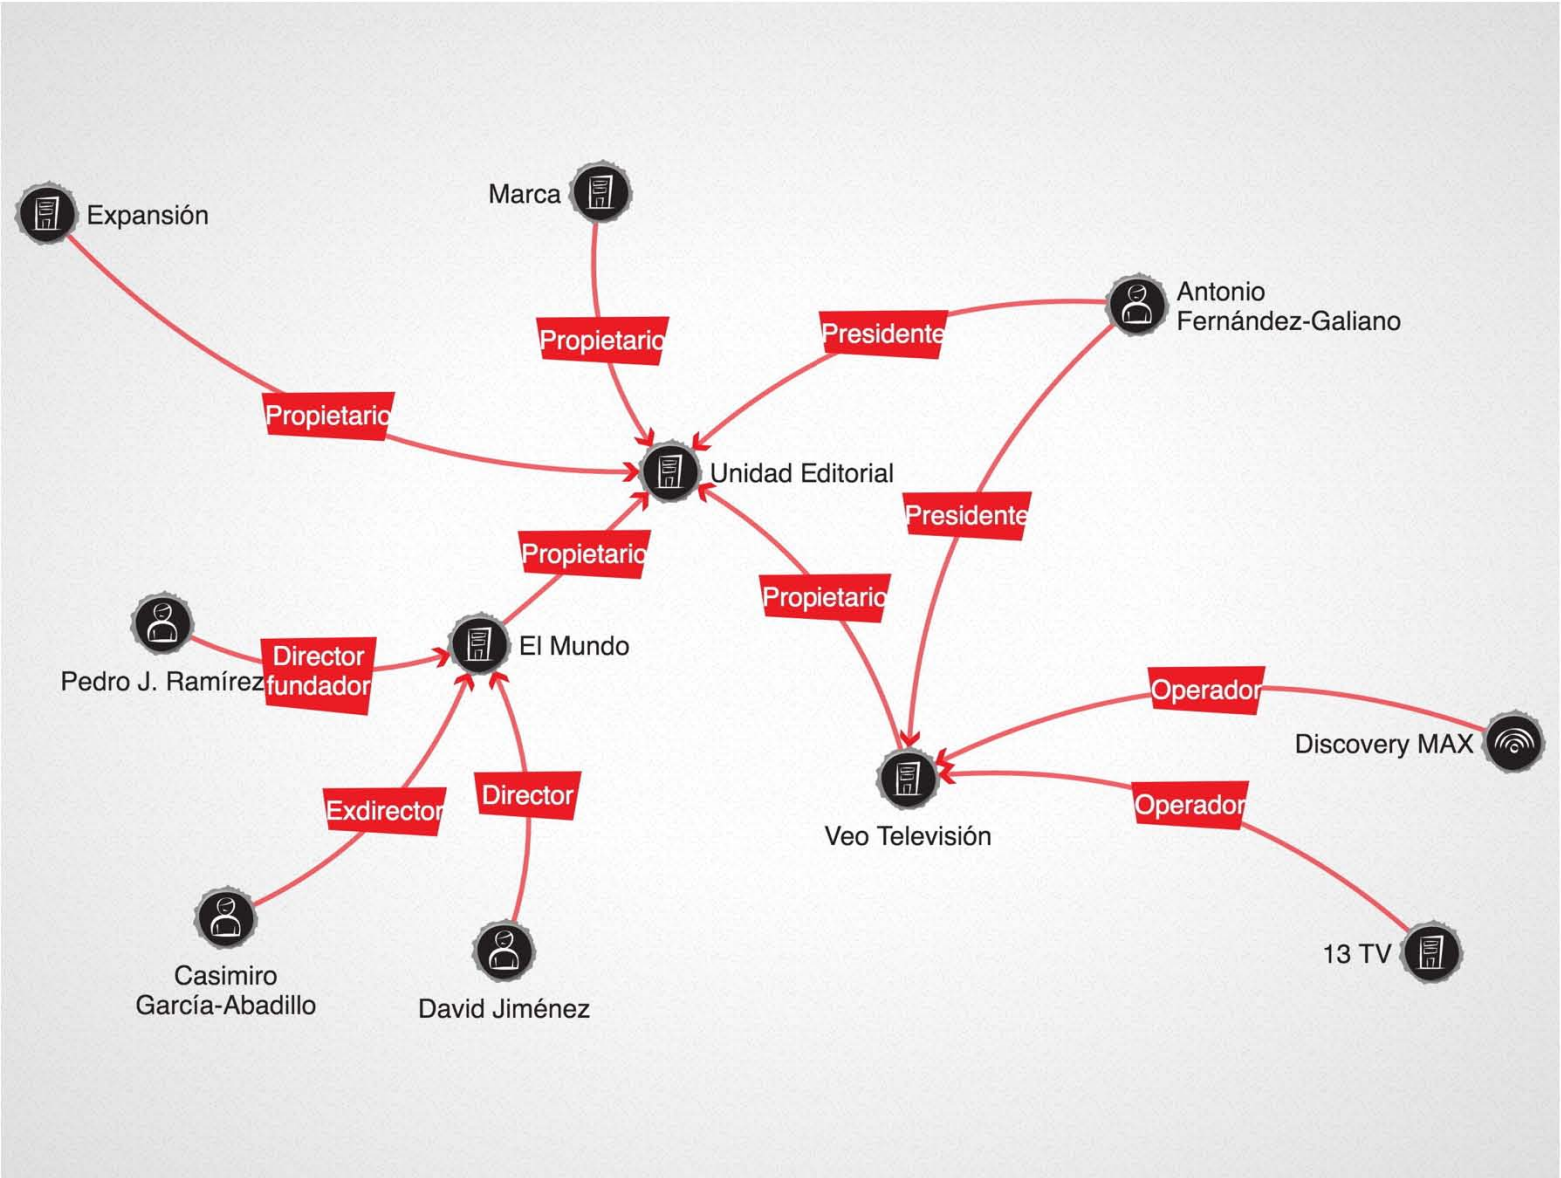 Marca
Expansión
Antonio
Fernández-Galiano
Propietario
Presidente
Propietario
Unidad Editorial
Presidente
Propietario
Propietario
El Mundo
Director
fundador
Pedro J. Ramírez
Operador
Discovery MAX
Director
Exdirector
Operador
Veo Televisión
13 TV
Casimiro
García-Abadillo
David Jiménez